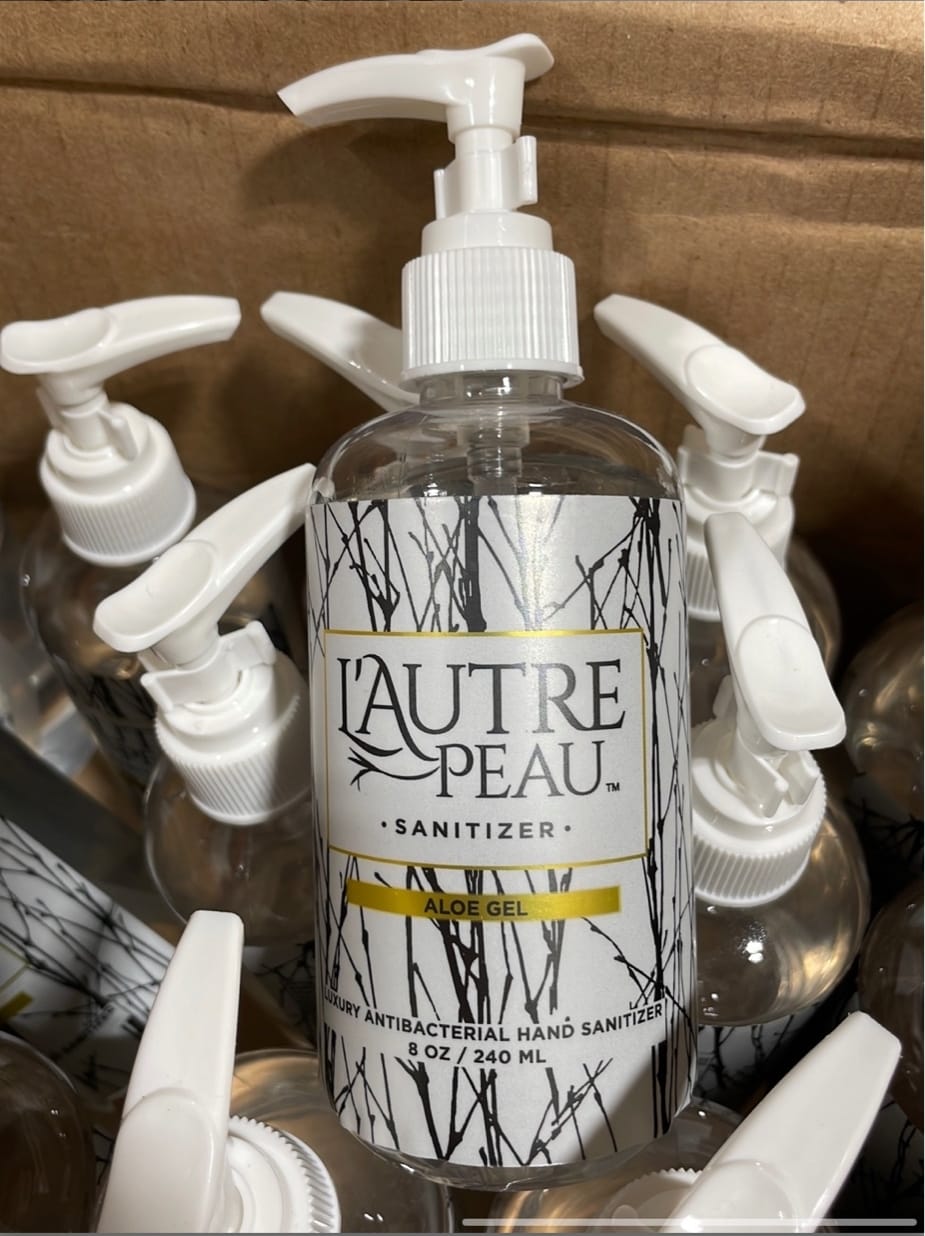 L'AUTRE
PEAU™
·SANITIZER·
ALOE GEL
LUXURY ANTIBACTERIAL HAND SANITIZER
8 OZ / 240 ML